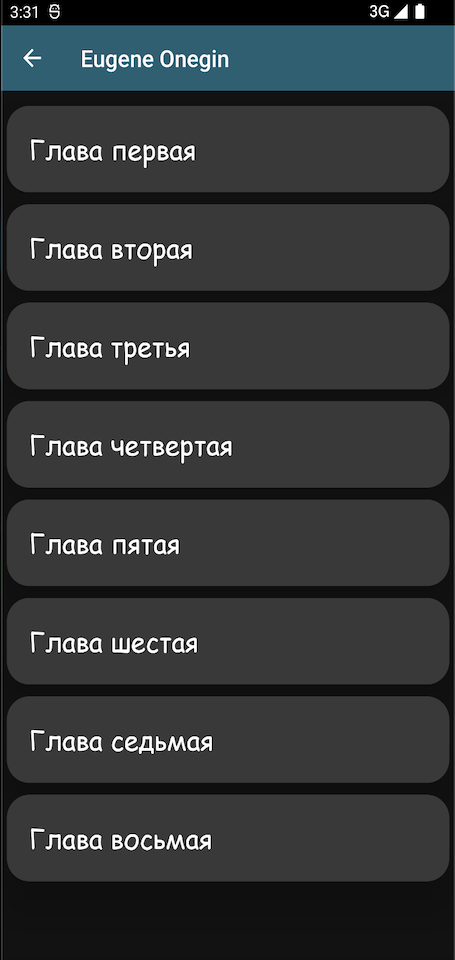 3:31
3G
Eugene Onegin
Глава первая
Глава вторая
Глава третья
Глава четвертая
Глава пятая
Глава шестая
Глава седьмая
Глава восьмая